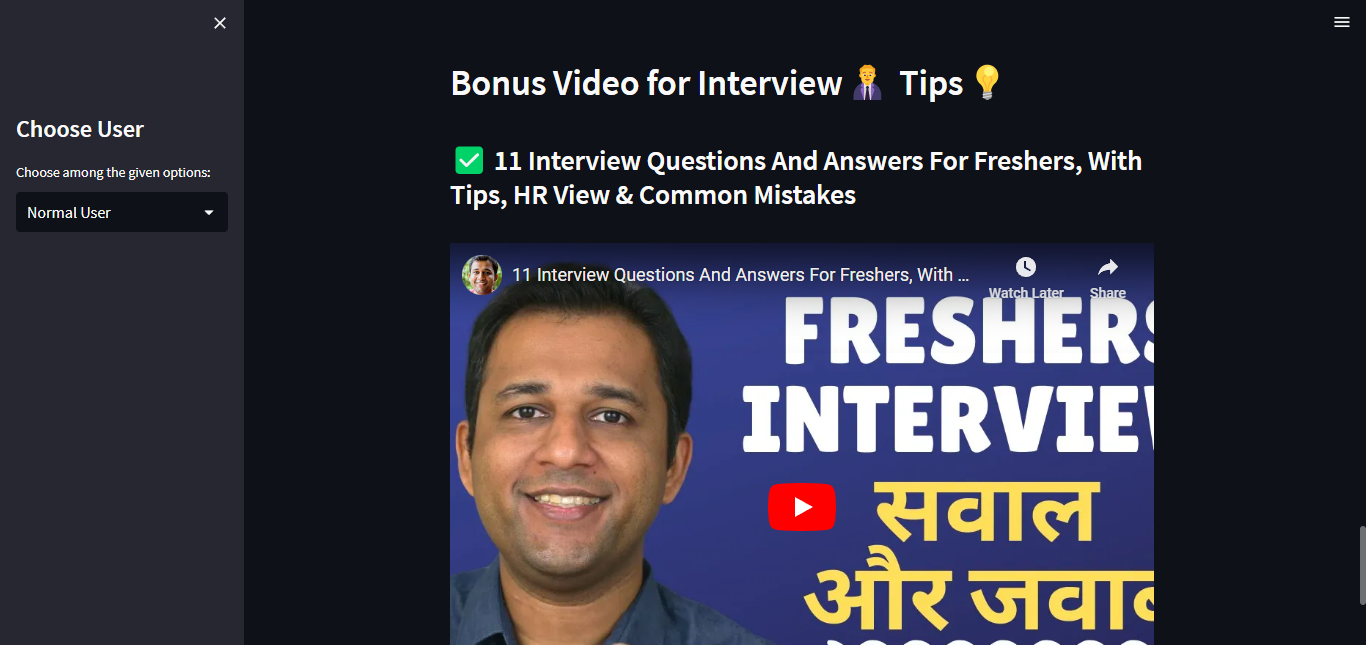 Choose User
Choose among the given options:
Normal User
Bonus Video for Interview Tips
11 Interview Questions And Answers For Freshers, With
Tips, HR View & Common Mistakes
11 Interview Questions And Answers For Freshers, With ...
Watch Later
Share
FRESHERS
INTERVIEW
सवाल
और जवाब